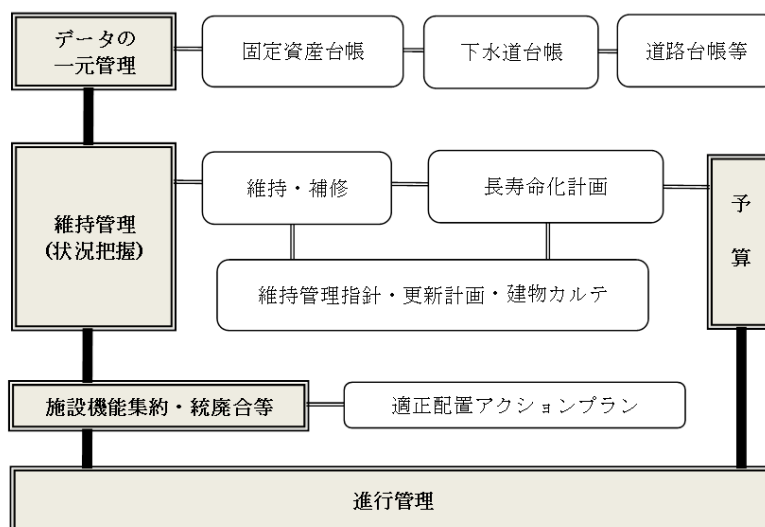 データの
一元管理
固定資産台帳
下水道台帳
道路台帳等
維持管理
(状況把握)
維持・補修
長寿命化計画
予
算
維持管理指針・更新計画・建物カルテ
施設機能集約・統廃合等
適正配置アクションプラン
進行管理